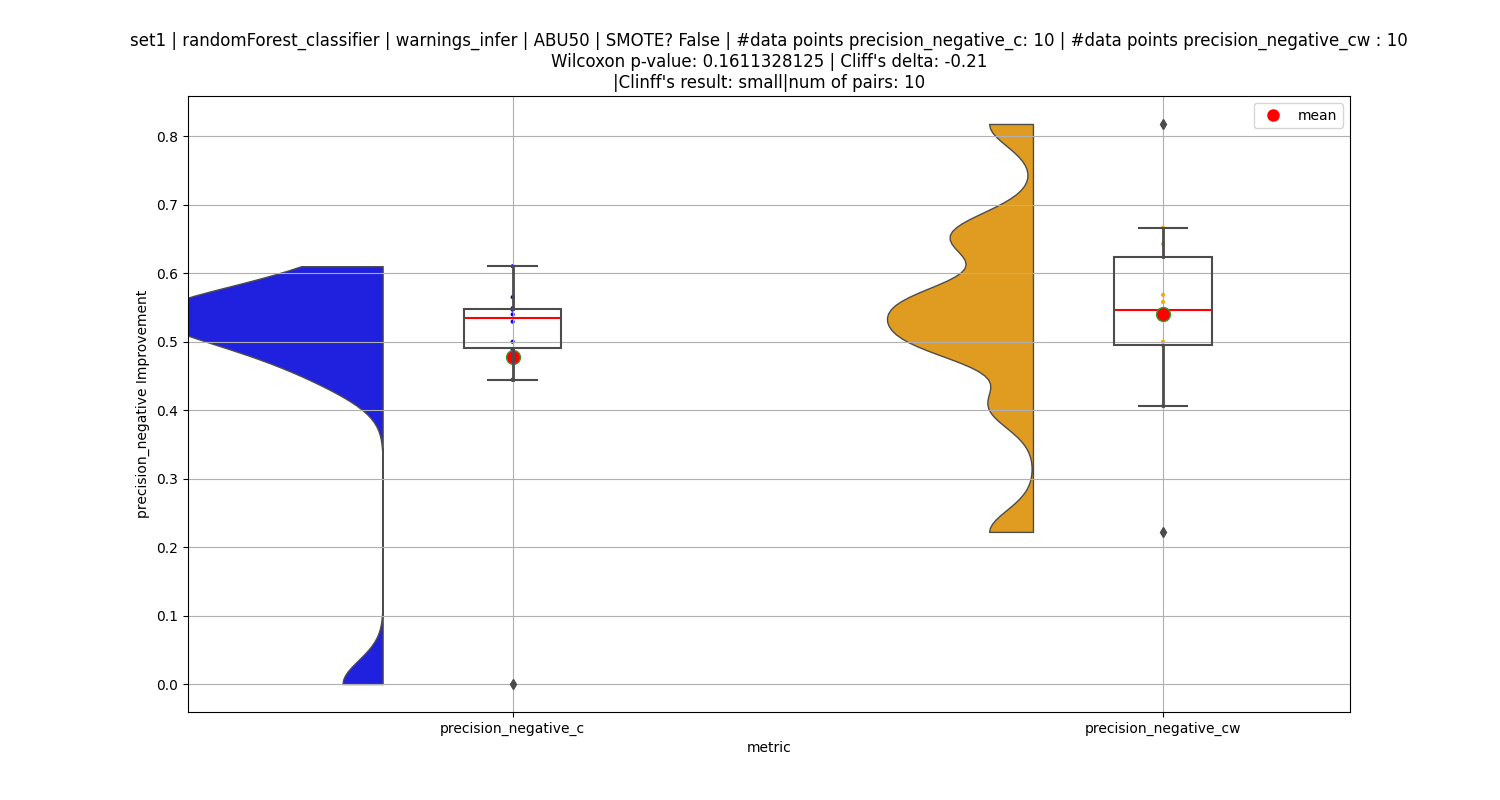 set1 | randomForest_classifier | warnings_infer | ABU50 | SMOTE? False | #data points precision_negative_c: 10 | #data points precision_negative_cw : 10
Wilcoxon p-value: 0.1611328125 | Cliff's delta: -0.21
|Clinff's result: small|num of pairs: 10
mean
0.8
0.7
0.6
0.5
0.4
0.3
0.2
0.1
0.0
precision_negative Improvement
precision_negative_c
precision_negative_cw
metric